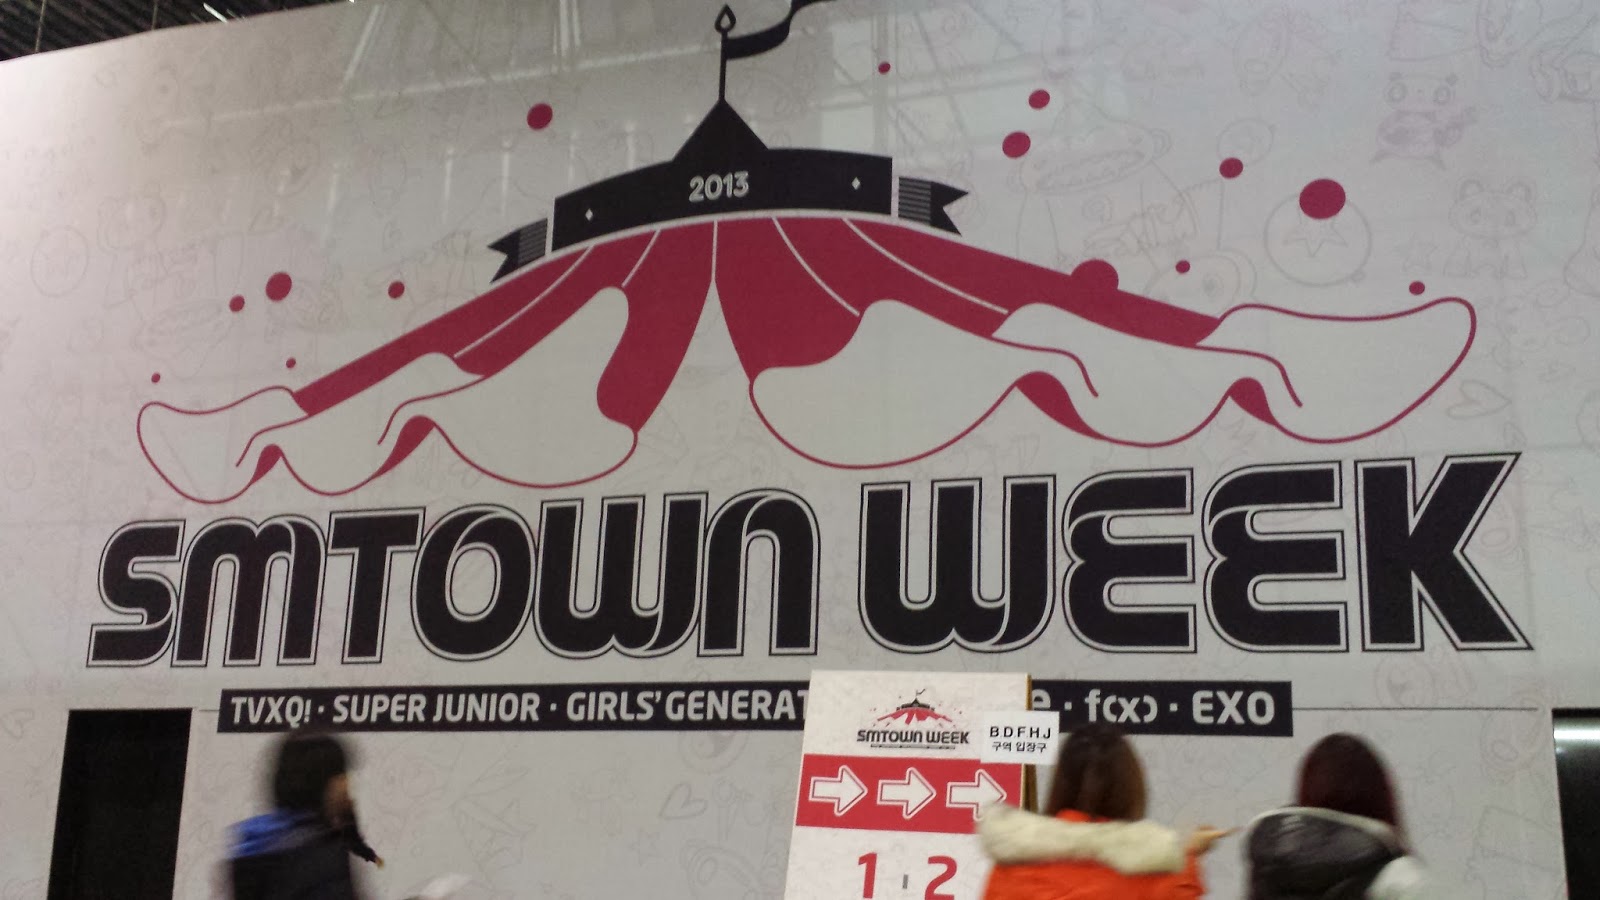 2013
SMTOWN WEEK
TVXQ! · SUPER JUNIOR · GIRLS' GENERAT · f(x) · EXO
SMTOWN WEEK
BDFHJ
구역 입장구
1 - 2